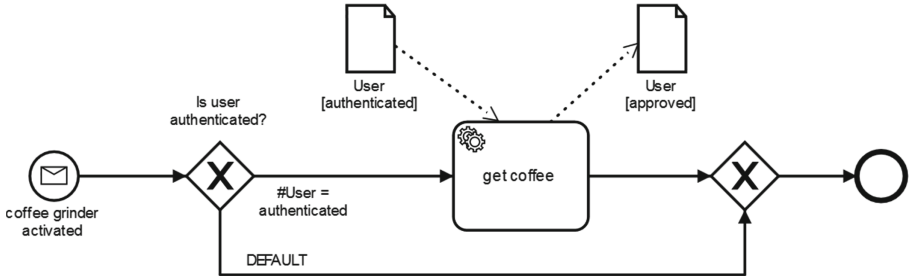 User
[authenticated]
User
[approved]
Is user
authenticated?
get coffee
coffee grinder
activated
#User =
authenticated
DEFAULT